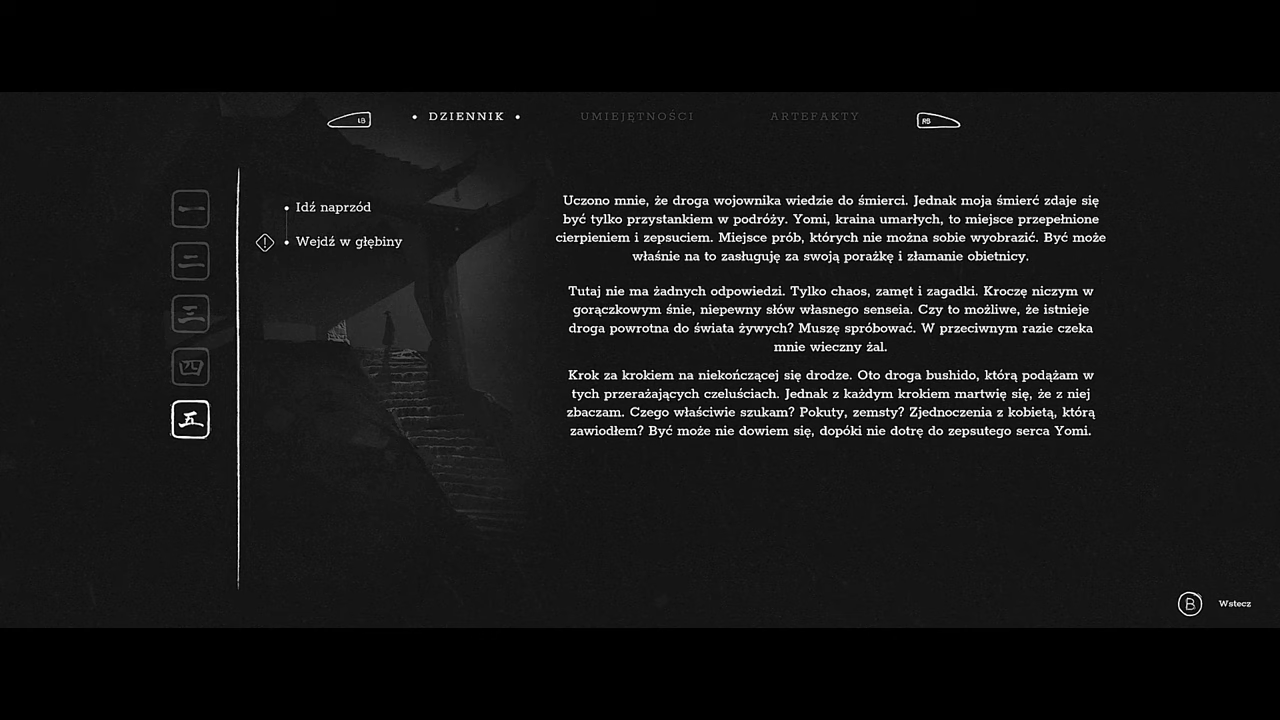 LB
• DZIENNIK •
UMIEJĘTNOŚCI
ARTEFAKTY
RB
一
二
三
四
五
• Idź naprzód
! • Wejdź w głębiny
Uczono mnie, że droga wojownika wiedzie do śmierci. Jednak moja śmierć zdaje się
być tylko przystankiem w podróży. Yomi, kraina umarłych, to miejsce przepełnione
cierpieniem i zepsuciem. Miejsce prób, których nie można sobie wyobrazić. Być może
właśnie na to zasługuję za swoją porażkę i złamanie obietnicy.
Tutaj nie ma żadnych odpowiedzi. Tylko chaos, zamęt i zagadki. Kroczę niczym w
gorączkowym śnie, niepewny słów własnego senseia. Czy to możliwe, że istnieje
droga powrotna do świata żywych? Muszę spróbować. W przeciwnym razie czeka
mnie wieczny żal.
Krok za krokiem na niekończącej się drodze. Oto droga bushido, którą podążam w
tych przerażających czeluściach. Jednak z każdym krokiem martwię się, że z niej
zbaczam. Czego właściwie szukam? Pokuty, zemsty? Zjednoczenia z kobietą, którą
zawiodłem? Być może nie dowiem się, dopóki nie dotrę do zepsutego serca Yomi.
B Wstecz